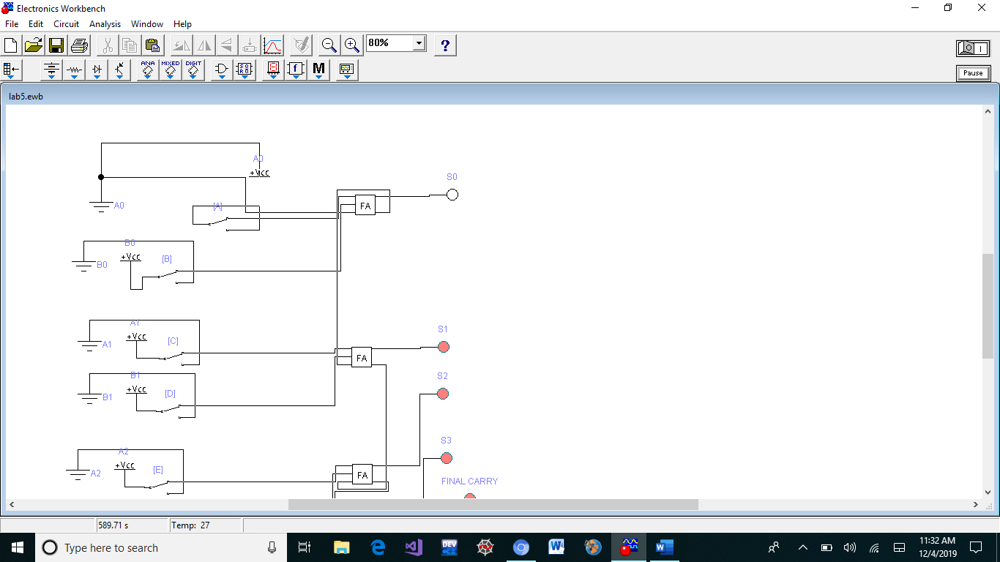 Electronics Workbench
File Edit Circuit Analysis Window Help
80%
?
ANA MIXED DIGIT
f M
Pause
lab5.ewb
A0
+Vcc
S0
A0
[A]
FA
B0
+Vcc
[B]
B0
A1
+Vcc
[C]
A1
FA
S1
B1
+Vcc
[D]
B1
S2
A2
+Vcc
[E]
A2
FA
S3
FINAL CARRY
589.71 s
Temp: 27
Type here to search
DEV
11:32 AM
12/4/2019